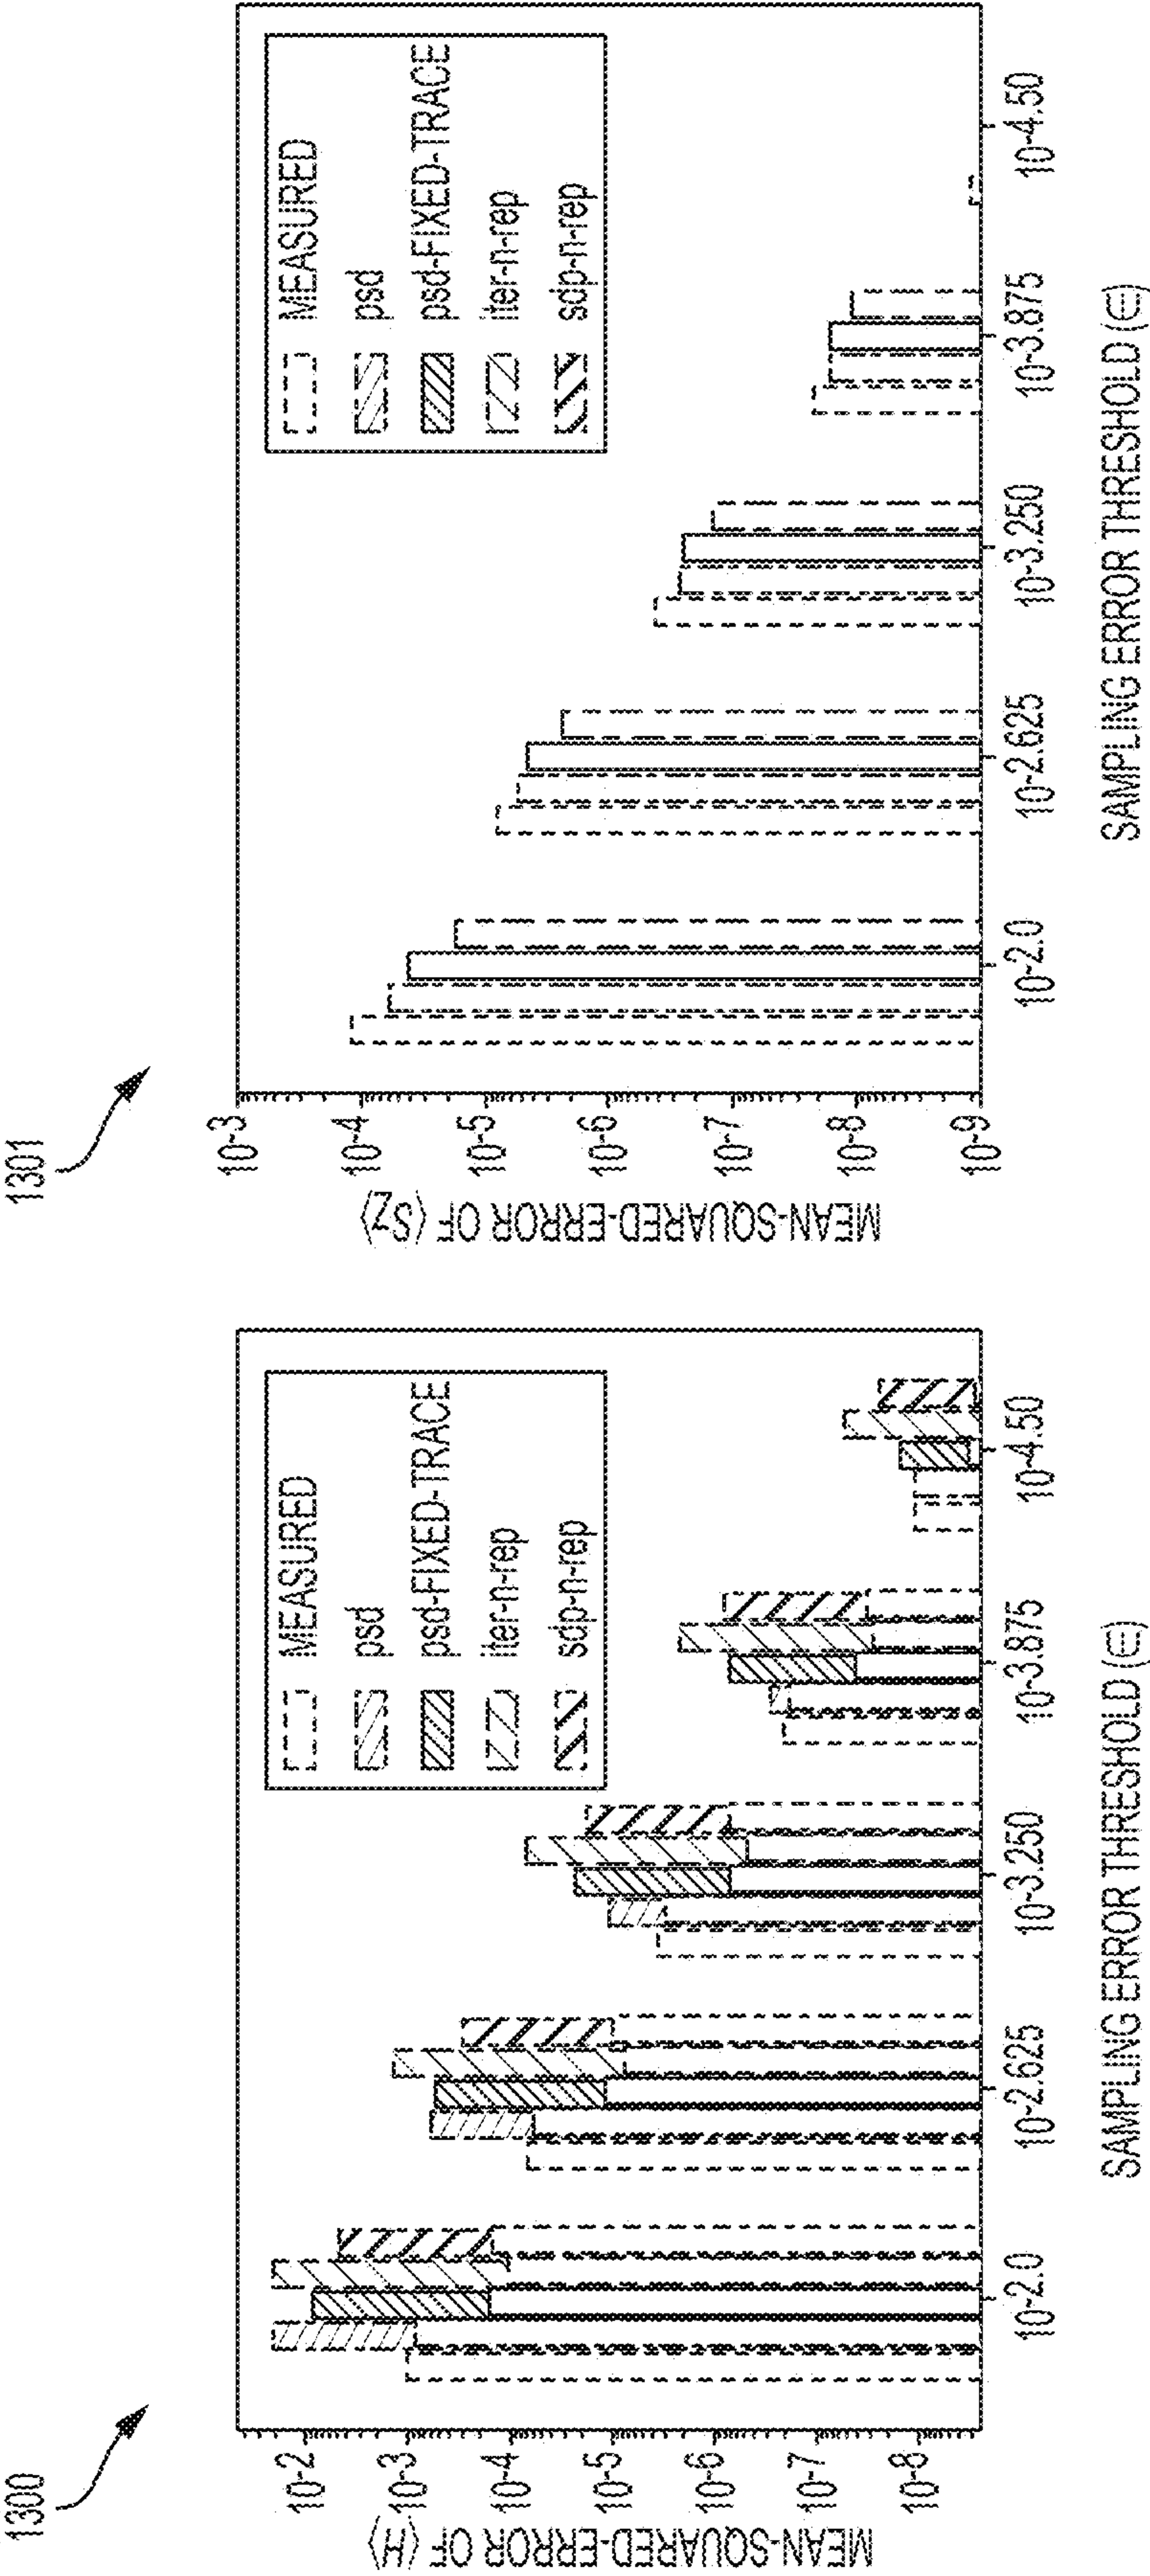 1300
MEAN-SQUARED-ERROR OF ⟨H⟩
10-2
10-3
10-4
10-5
10-6
10-7
10-8
MEASURED
psd
psd-FIXED-TRACE
iter-n-rep
sdp-n-rep
10-2.0
10-2.625
10-3.250
10-3.875
10-4.50
SAMPLING ERROR THRESHOLD (∈)
1301
MEAN-SQUARED-ERROR OF ⟨Sz⟩
10-3
10-4
10-5
10-6
10-7
10-8
10-9
MEASURED
psd
psd-FIXED-TRACE
iter-n-rep
sdp-n-rep
10-2.0
10-2.625
10-3.250
10-3.875
10-4.50
SAMPLING ERROR THRESHOLD (∈)